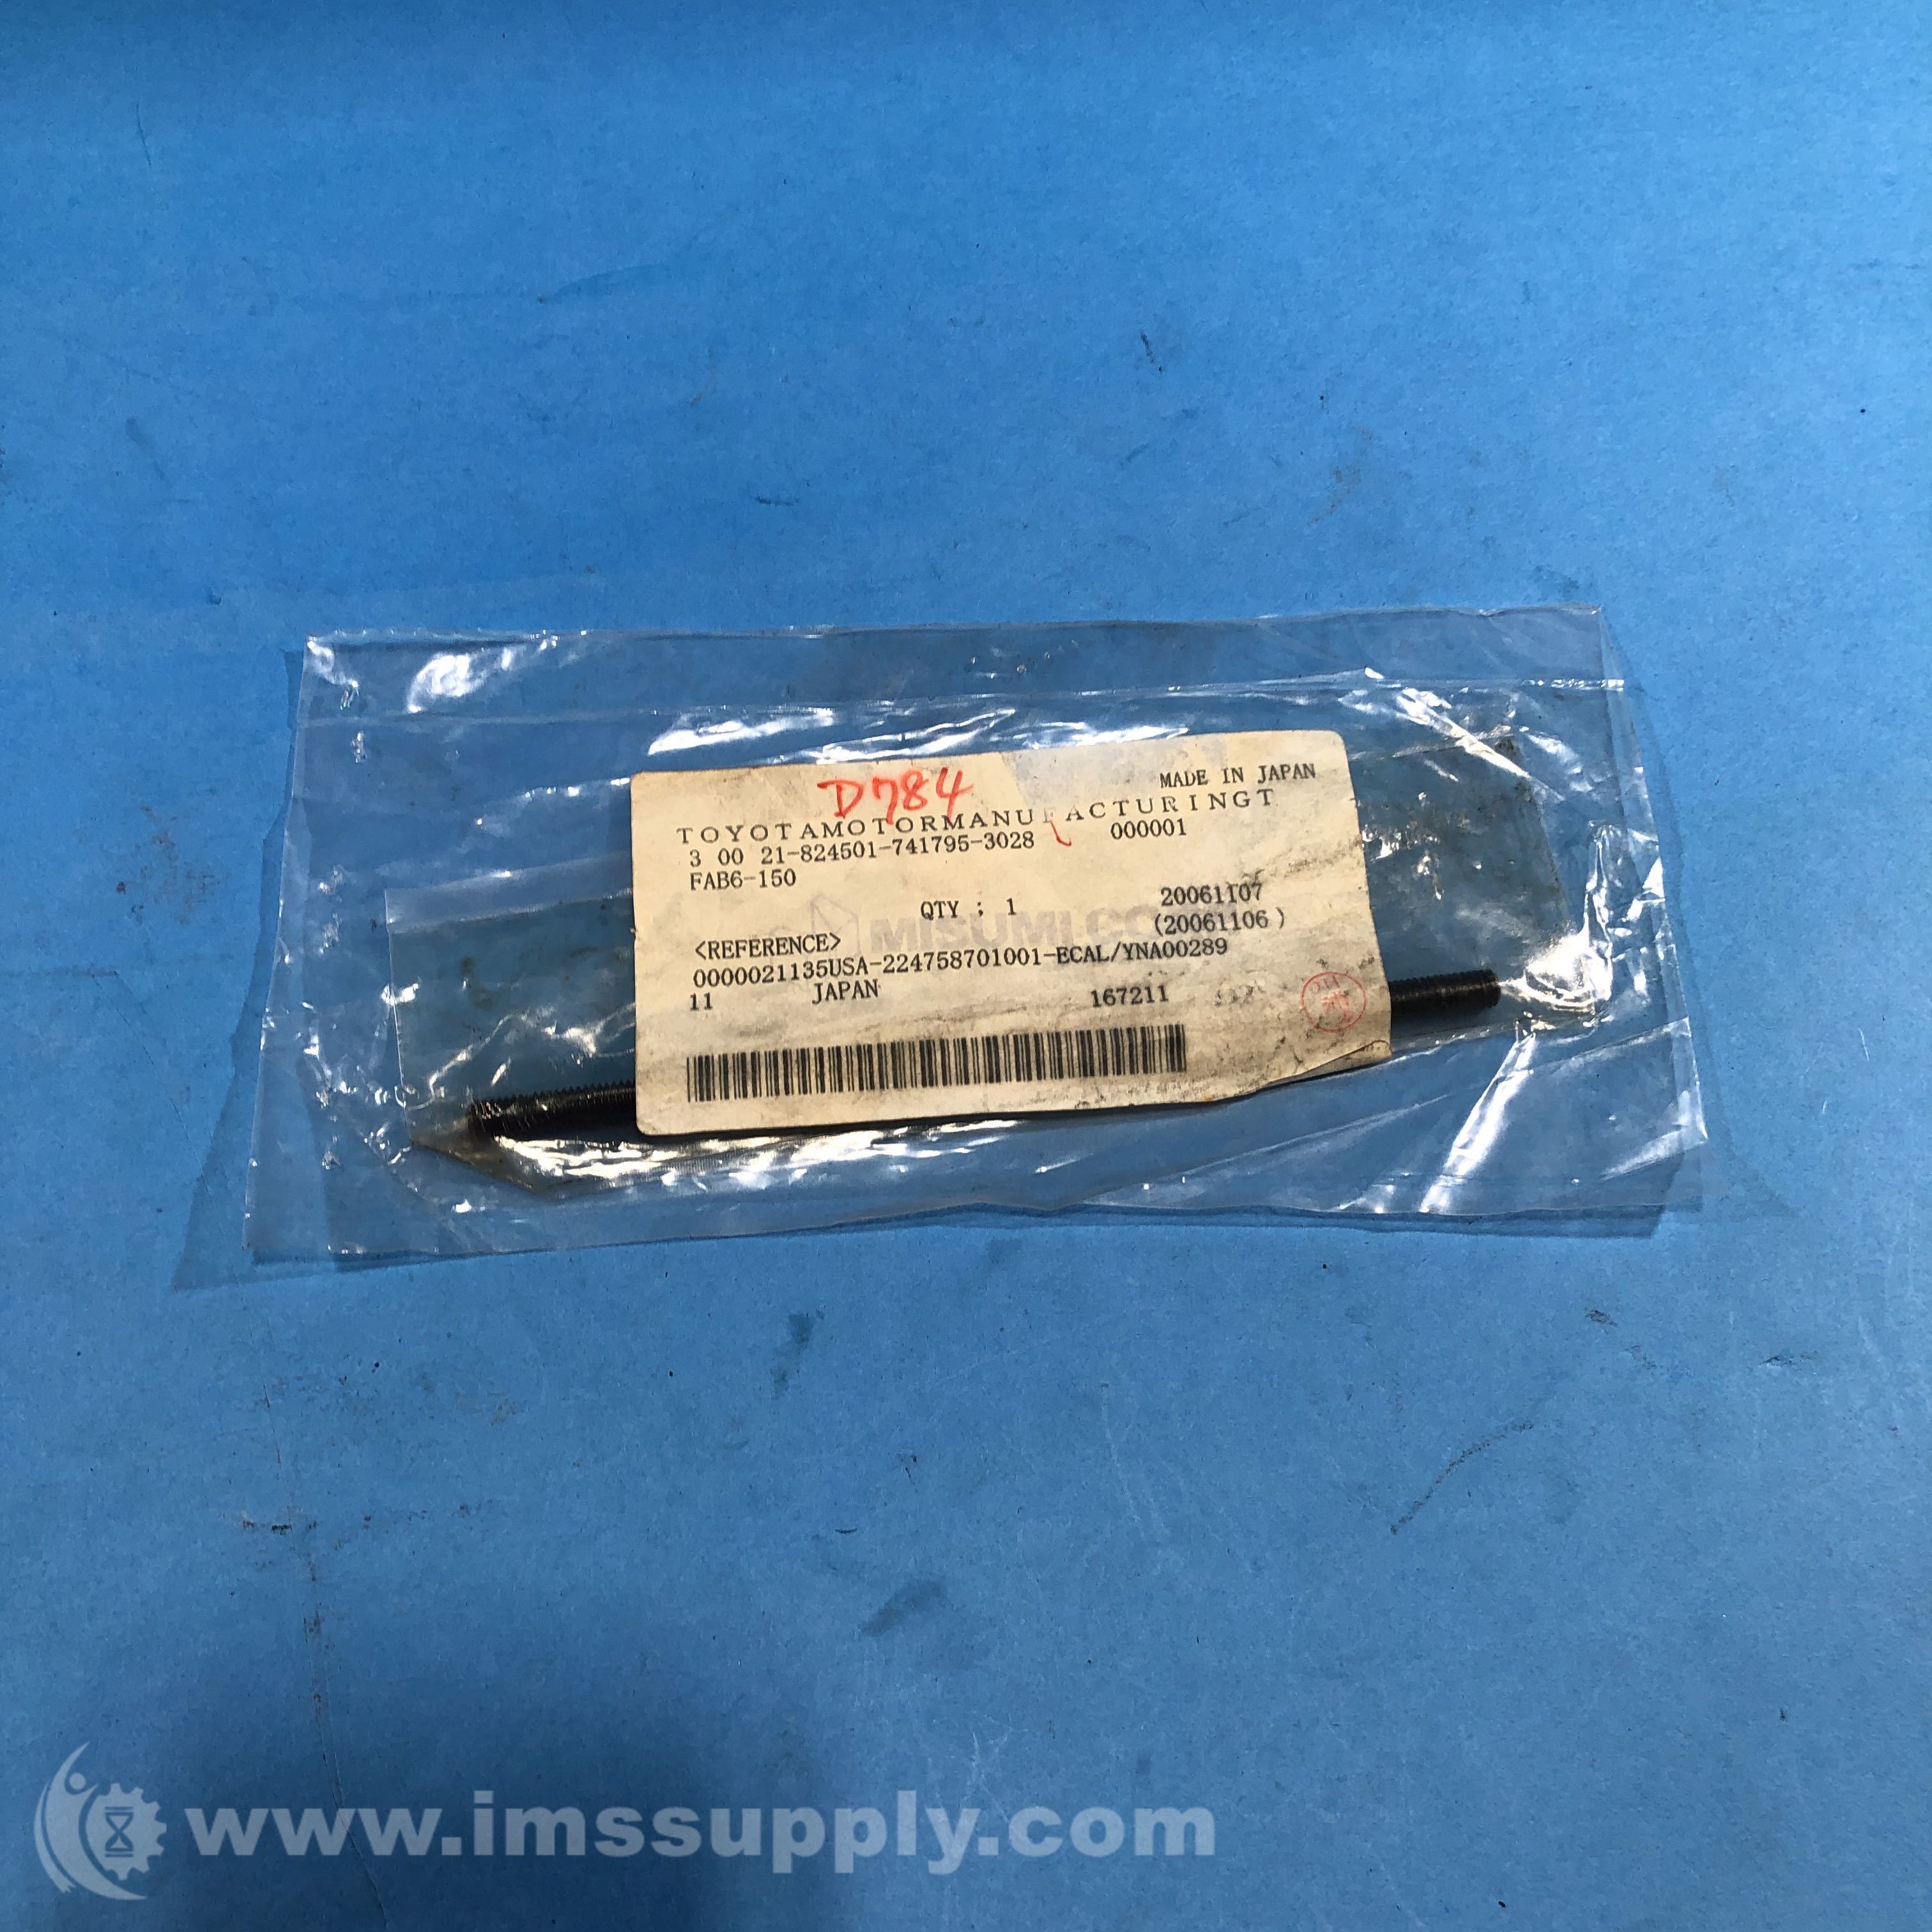 D784
MADE IN JAPAN
TOYOTAMOTORMANUFACTURINGT
3 00 21-824501-741795-3028 000001
FAB6-150
QTY ; 1 20061107
MISUMI.CO
(20061106 )
<REFERENCE>
0000021135USA-224758701001-ECAL/YNA00289
11 JAPAN 167211
www.imssupply.com